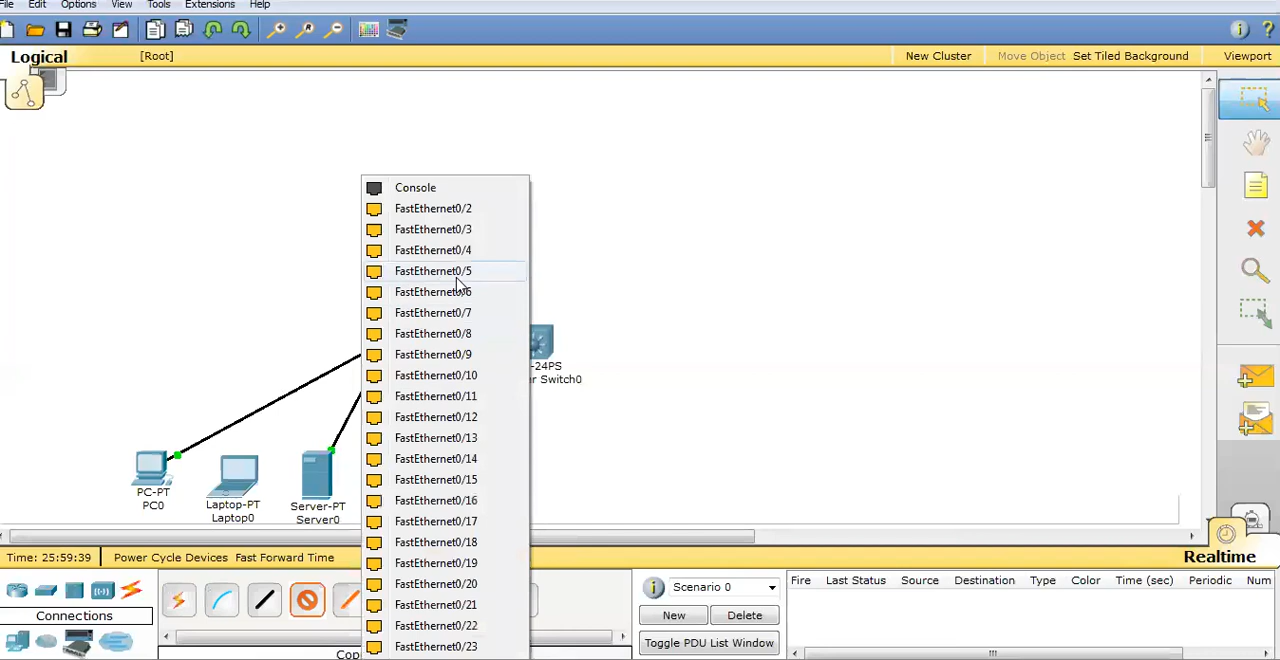 File Edit Options View Tools Extensions Help
Logical [Root] New Cluster Move Object Set Tiled Background Viewport
Console
FastEthernet0/2
FastEthernet0/3
FastEthernet0/4
FastEthernet0/5
FastEthernet0/6
FastEthernet0/7
FastEthernet0/8
FastEthernet0/9
FastEthernet0/10
FastEthernet0/11
FastEthernet0/12
FastEthernet0/13
FastEthernet0/14
FastEthernet0/15
FastEthernet0/16
FastEthernet0/17
FastEthernet0/18
FastEthernet0/19
FastEthernet0/20
FastEthernet0/21
FastEthernet0/22
FastEthernet0/23
-24PS
r Switch0
PC-PT
PC0
Laptop-PT
Laptop0
Server-PT
Server0
Time: 25:59:39 Power Cycle Devices Fast Forward Time
Realtime
Connections
Scenario 0
New Delete
Toggle PDU List Window
Fire Last Status Source Destination Type Color Time (sec) Periodic Num
Cop